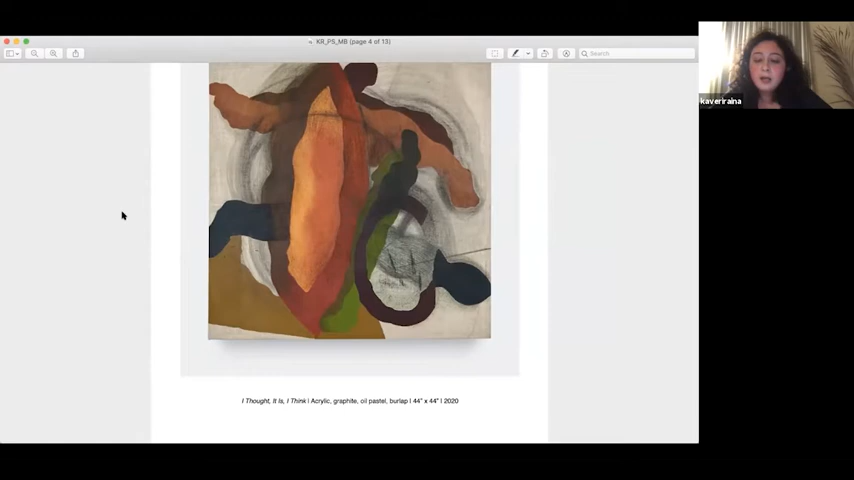 KR_PS_MB (page 4 of 13)
Search
kaveriraina
I Thought, It Is, I Think | Acrylic, graphite, oil pastel, burlap | 44" x 44" | 2020